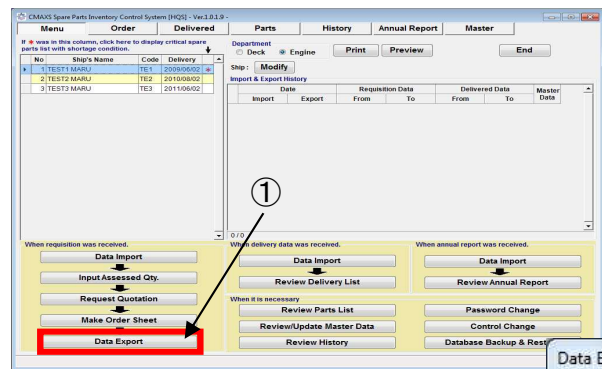 CMAXS Spare Parts Inventory Control System [HQS] - Ver.1.0.1.9 -
Menu Order Delivered Parts History Annual Report Master
If * was in this column, click here to display critical spare
parts list with shortage condition.
No Ship's Name Code Delivery
1 TEST1 MARU TE1 2009/06/02 *
2 TEST2 MARU TE2 2010/08/02
3 TEST3 MARU TE3 2011/06/02
Department
Deck Engine Print Preview End
Ship : Modify
Import & Export History
Date Requisition Data Delivered Data Master
Import Export From To From To Data
①
0 / 0
When requisition was received.
Data Import
Input Assessed Qty.
Request Quotation
Make Order Sheet
Data Export
When delivery data was received.
Data Import
Review Delivery List
When annual report was received.
Data Import
Review Annual Report
When it is necessary
Review Parts List Password Change
Review/Update Master Data Control Change
Review History Database Backup & Rest
Data E